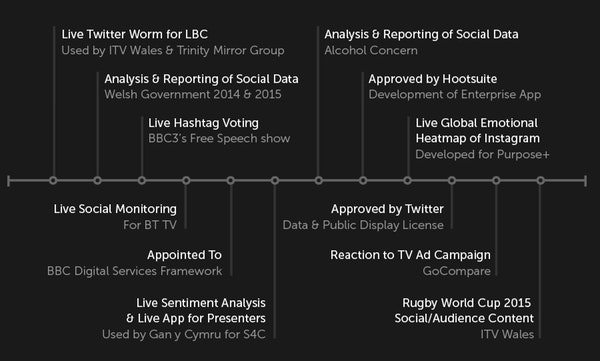 Live Twitter Worm for LBC
Used by ITV Wales & Trinity Mirror Group
Analysis & Reporting of Social Data
Welsh Government 2014 & 2015
Live Hashtag Voting
BBC3's Free Speech show
Analysis & Reporting of Social Data
Alcohol Concern
Approved by Hootsuite
Development of Enterprise App
Live Global Emotional
Heatmap of Instagram
Developed for Purpose+
Live Social Monitoring
For BT TV
Appointed To
BBC Digital Services Framework
Live Sentiment Analysis
& Live App for Presenters
Used by Gan y Cymru for S4C
Approved by Twitter
Data & Public Display License
Reaction to TV Ad Campaign
GoCompare
Rugby World Cup 2015
Social/Audience Content
ITV Wales